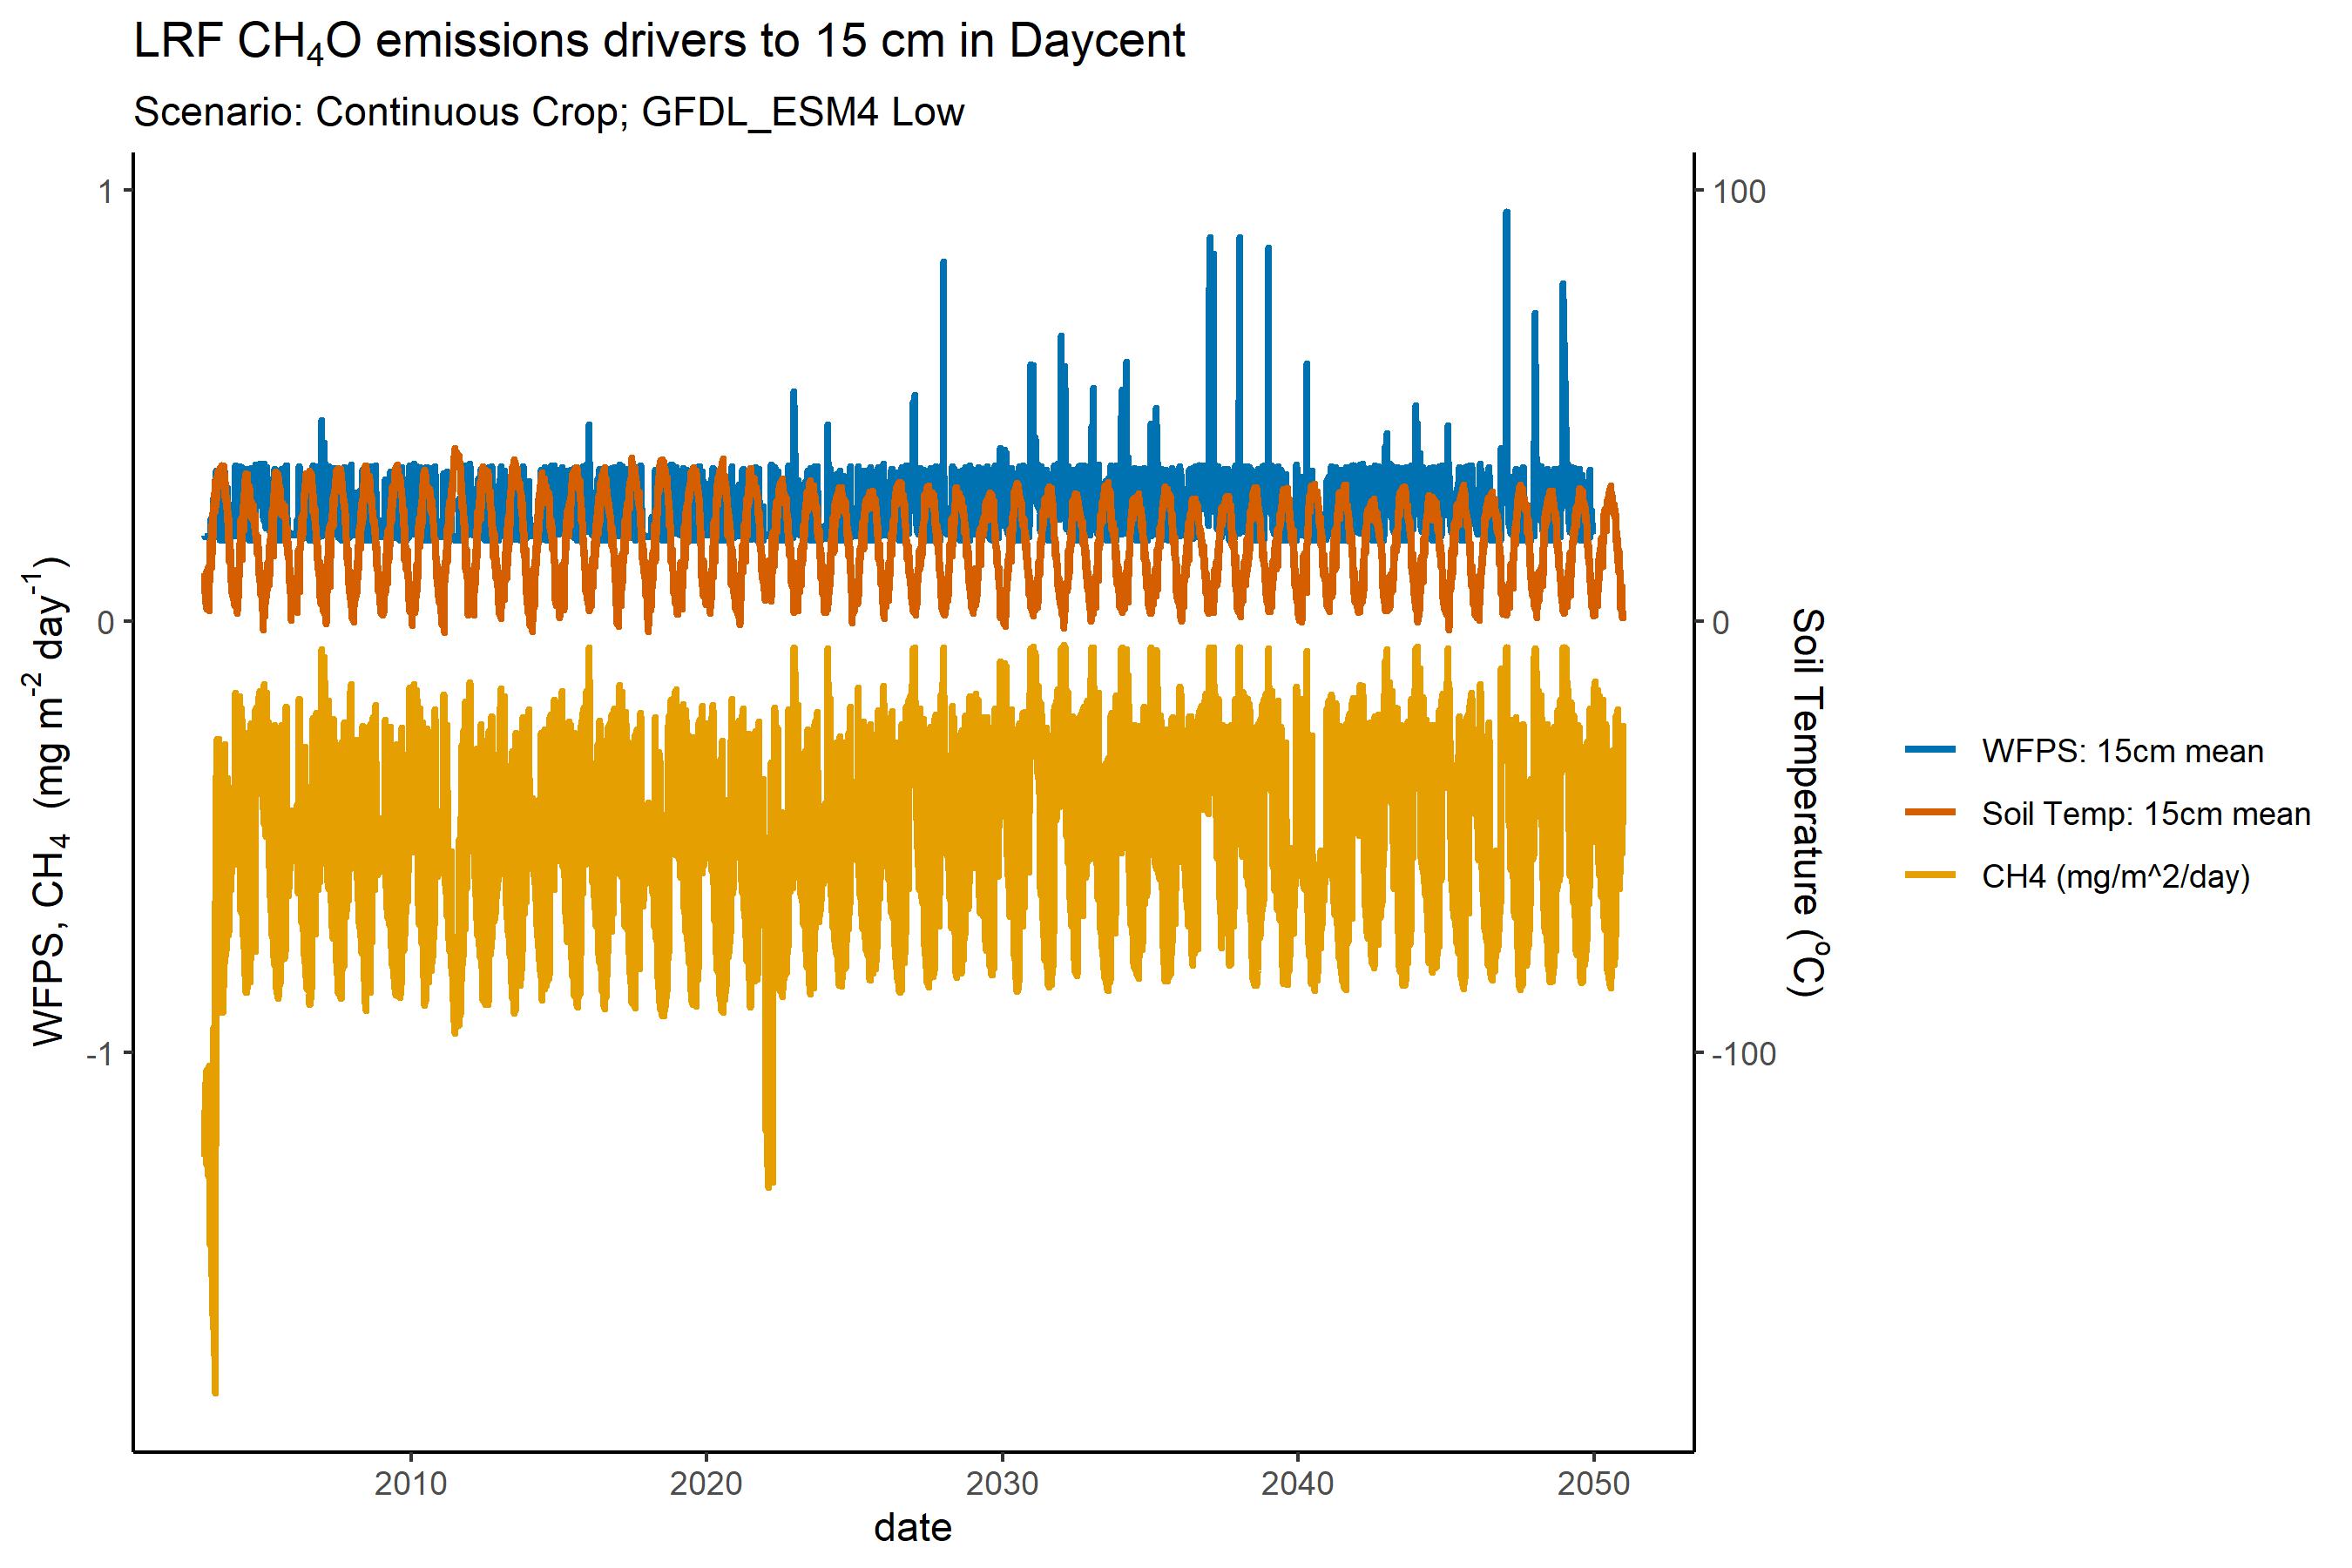 LRF CH₄O emissions drivers to 15 cm in Daycent
Scenario: Continuous Crop; GFDL_ESM4 Low
WFPS, CH₄ (mg m⁻² day⁻¹)
1
0
-1
100
0
-100
Soil Temperature (°C)
WFPS: 15cm mean
Soil Temp: 15cm mean
CH4 (mg/m^2/day)
2010 2020 2030 2040 2050
date